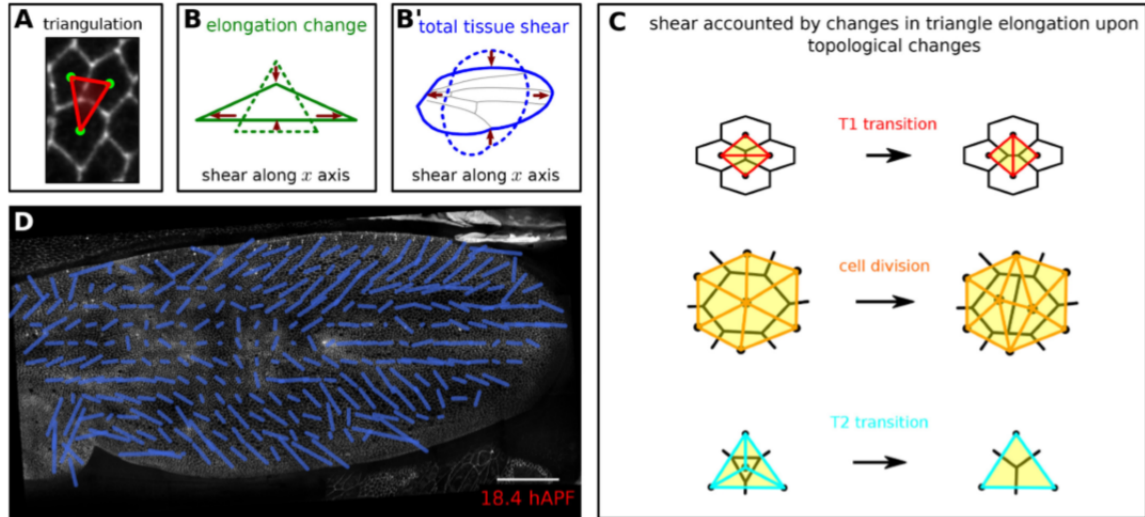 A
triangulation
B
elongation change
shear along x axis
B'
total tissue shear
shear along x axis
C
shear accounted by changes in triangle elongation upon
topological changes
T1 transition
cell division
T2 transition
D
18.4 hAPF